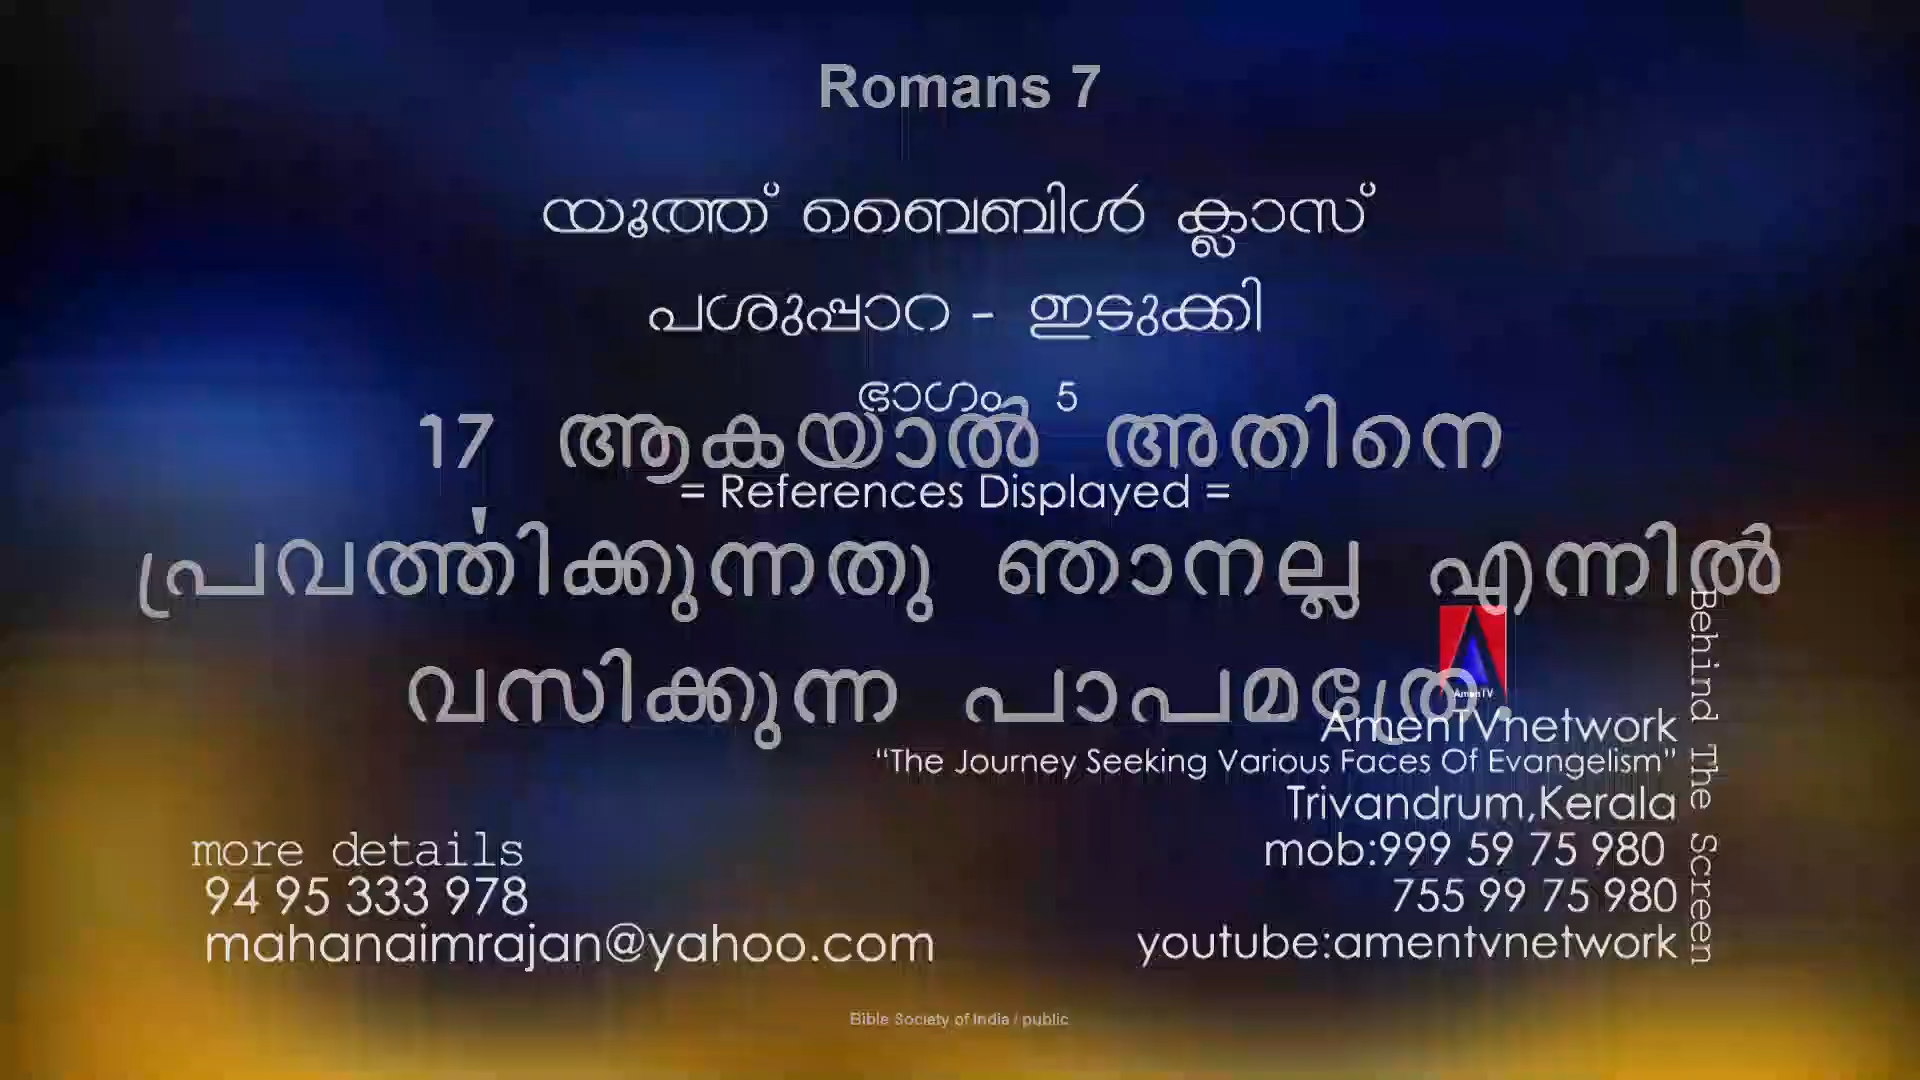 Romans 7
യൂത്ത് ബൈബിൾ ക്ലാസ്
പശുപ്പാറ - ഇടുക്കി
ഭാഗം 5
17 ആകയാൽ അതിനെ
= References Displayed =
പ്രവൎത്തിക്കുന്നതു ഞാനല്ല എന്നിൽ
വസിക്കുന്ന പാപമത്രേ.
AmenTV
AmenTVnetwork
“The Journey Seeking Various Faces Of Evangelism”
Trivandrum,Kerala
mob:999 59 75 980
755 99 75 980
youtube:amentvnetwork
Behind The Screen
more details
94 95 333 978
mahanaimrajan@yahoo.com
Bible Society of India / public